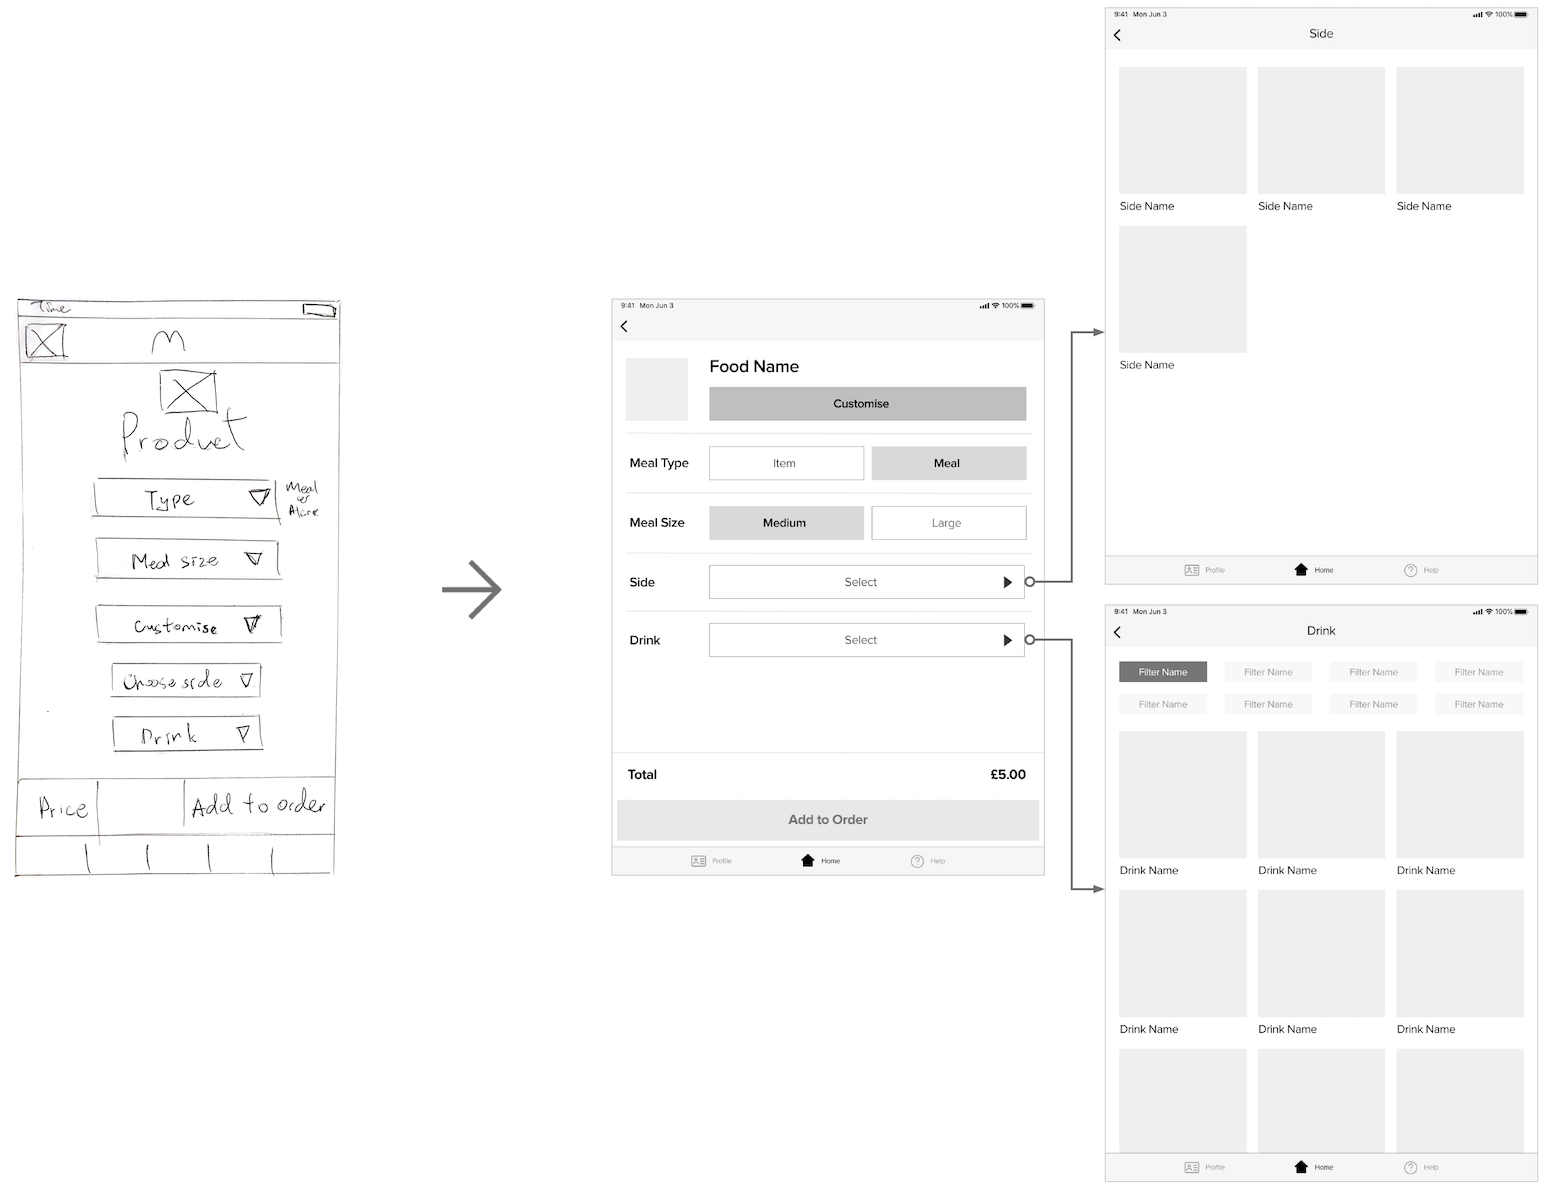 Time
M
Product
Type
Meal
or
Alone
Meal size
Customise
Choose side
Drink
Price
Add to order
9:41 Mon Jun 3
100%
Food Name
Customise
Meal Type
Item
Meal
Meal Size
Medium
Large
Side
Select
Drink
Select
Total
£5.00
Add to Order
Profile
Home
Help
9:41 Mon Jun 3
100%
Side
Side Name
Side Name
Side Name
Side Name
Profile
Home
Help
9:41 Mon Jun 3
100%
Drink
Filter Name
Filter Name
Filter Name
Filter Name
Filter Name
Filter Name
Filter Name
Filter Name
Drink Name
Drink Name
Drink Name
Drink Name
Drink Name
Drink Name
Profile
Home
Help